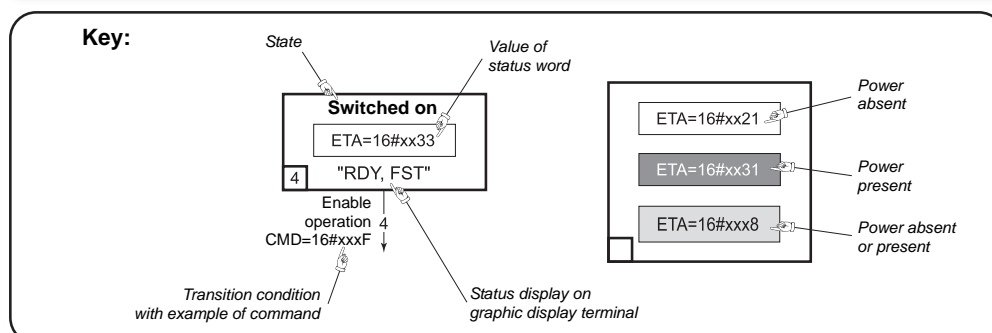 Key:
State
Value of
status word
Switched on
ETA=16#xx33
4
"RDY, FST"
Enable
operation
4
CMD=16#xxxF
Transition condition
with example of command
Status display on
graphic display terminal
ETA=16#xx21
Power
absent
ETA=16#xx31
Power
present
ETA=16#xxx8
Power absent
or present